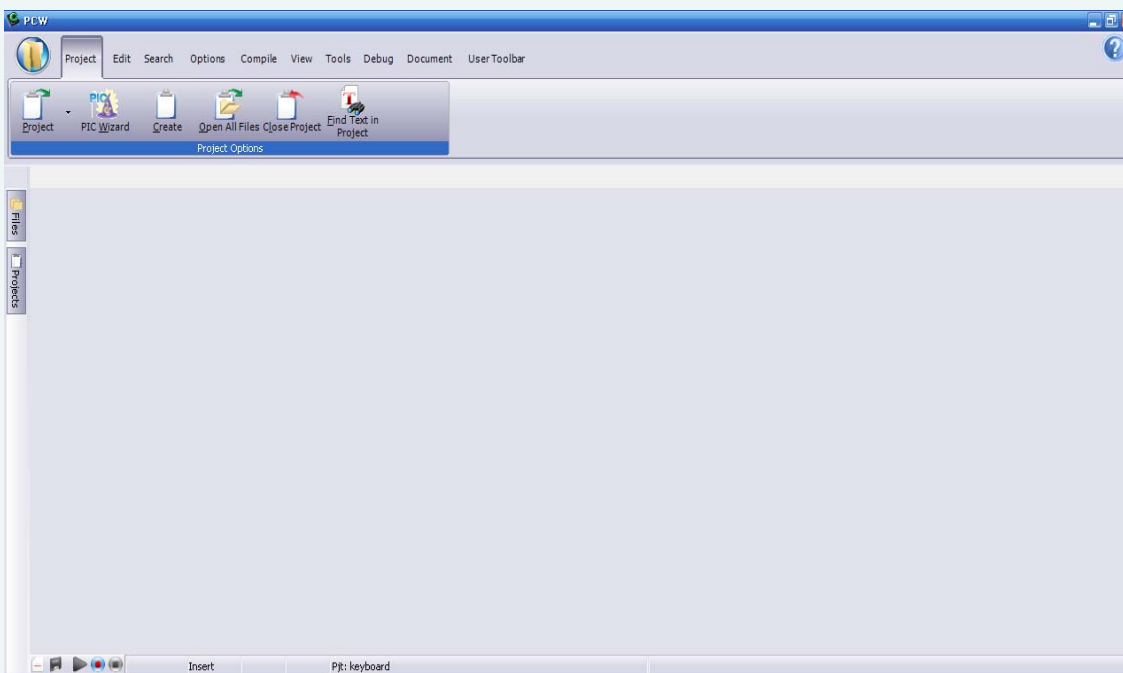 PCW
Project Edit Search Options Compile View Tools Debug Document User Toolbar
Project PIC Wizard Create Open All Files Close Project Find Text in
Project
Project Options
Files
Projects
Insert Pjt: keyboard